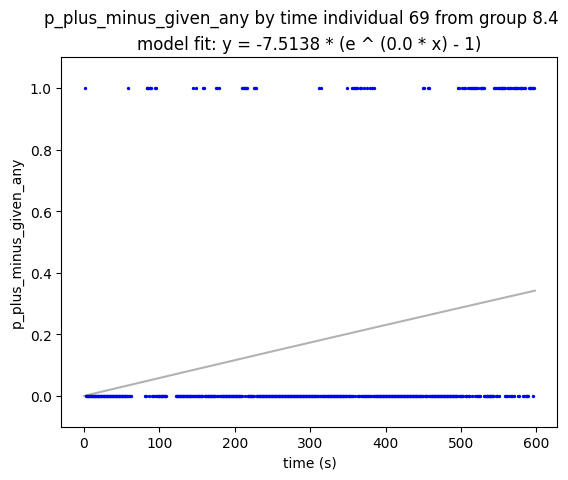 p_plus_minus_given_any by time individual 69 from group 8.4
model fit: y = -7.5138 * (e ^ (0.0 * x) - 1)
1.0
0.8
0.6
0.4
0.2
0.0
p_plus_minus_given_any
0 100 200 300 400 500 600
time (s)